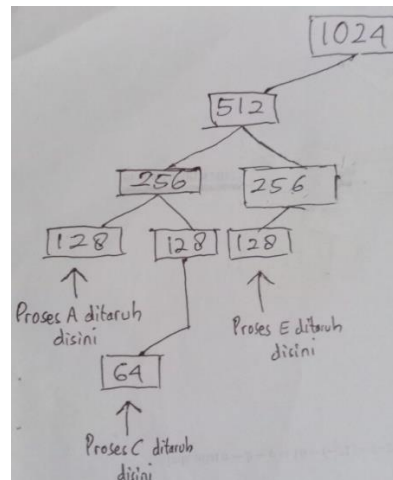 1024
512
256
256
128
128
128
Proses A ditaruh
disini
Proses E ditaruh
disini
64
Proses C ditaruh
disini